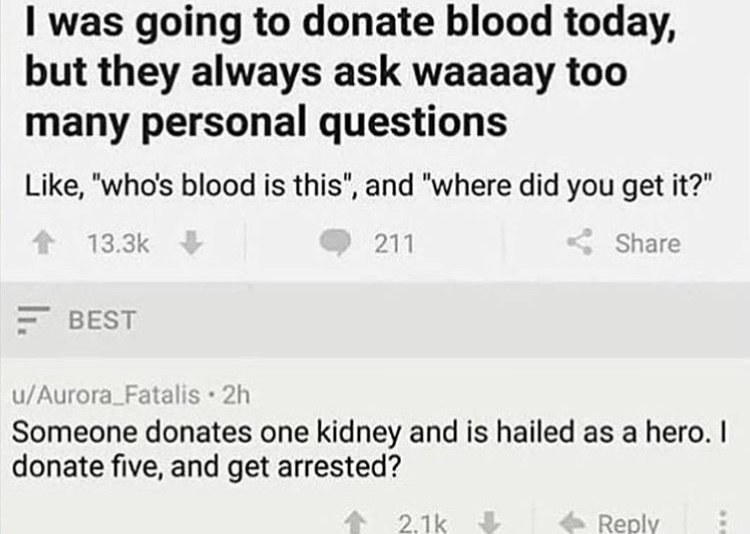 I was going to donate blood today,
but they always ask waaaay too
many personal questions
Like, "who's blood is this", and "where did you get it?"
13.3k 211 Share
BEST
u/Aurora_Fatalis • 2h
Someone donates one kidney and is hailed as a hero. I
donate five, and get arrested?
2.1k Reply